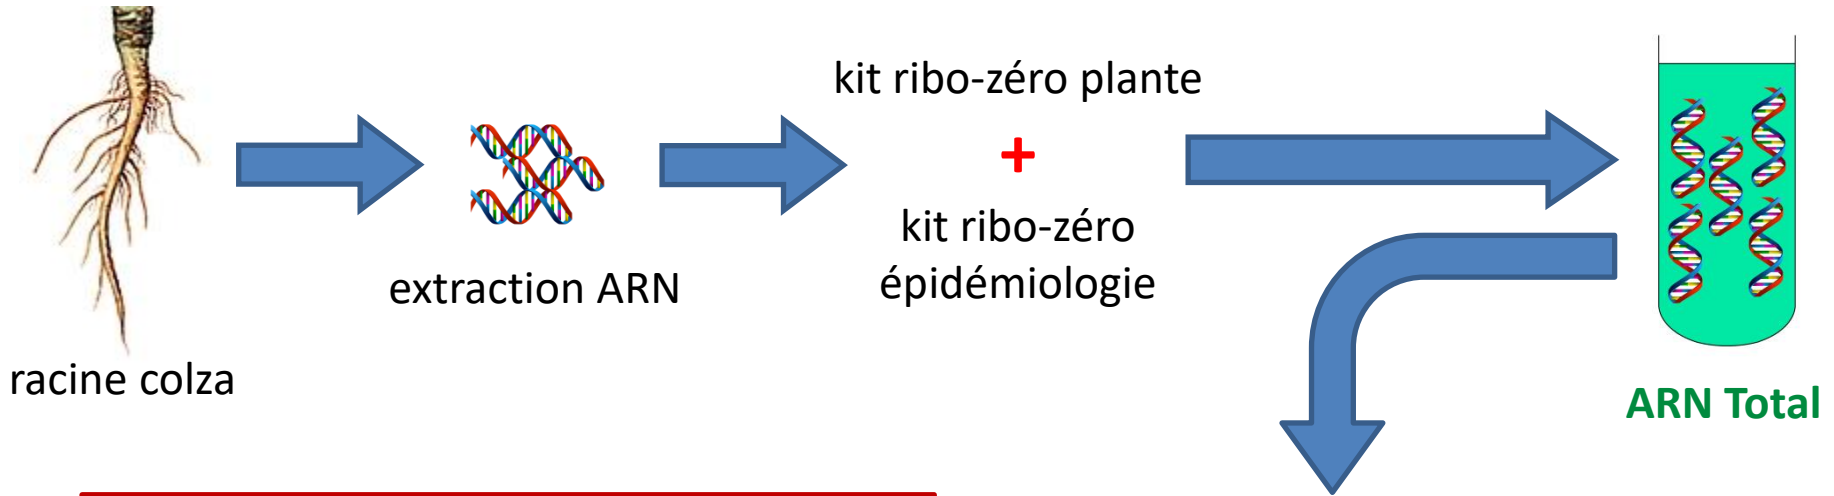 racine colza
extraction ARN
kit ribo-zéro plante
+
kit ribo-zéro
épidémiologie
ARN Total